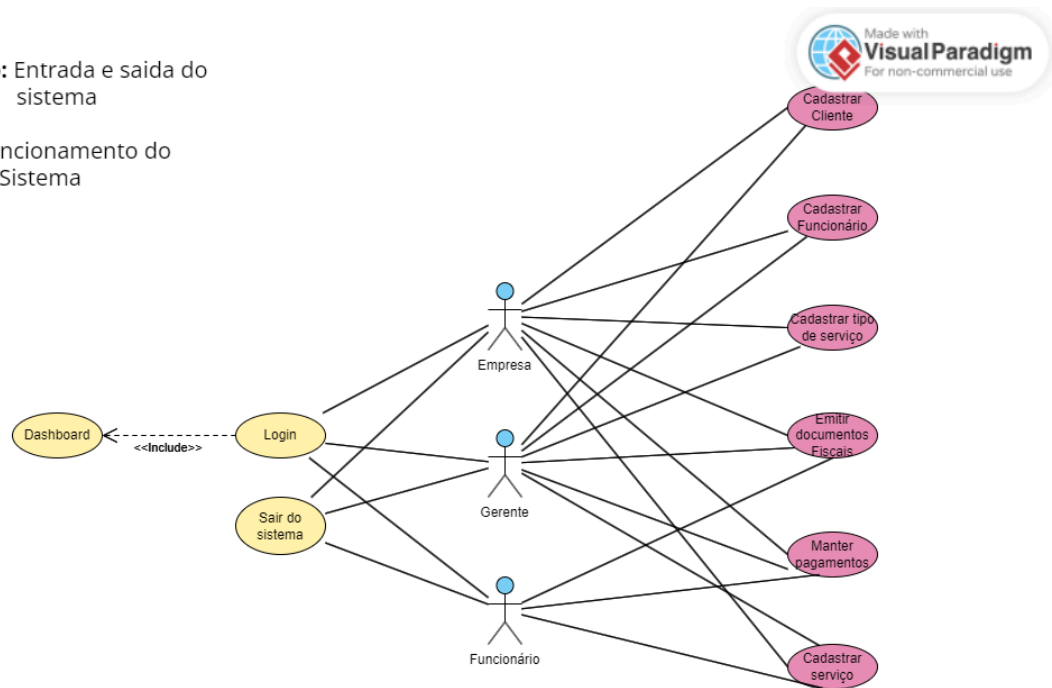 Made with
Visual Paradigm
For non-commercial use
: Entrada e saida do
sistema
ncionamento do
Sistema
Cadastrar
Cliente
Cadastrar
Funcionário
Cadastrar tipo
de serviço
Empresa
Dashboard
<<Include>>
Login
Emitir
documentos
Fiscais
Gerente
Sair do
sistema
Manter
pagamentos
Funcionário
Cadastrar
serviço